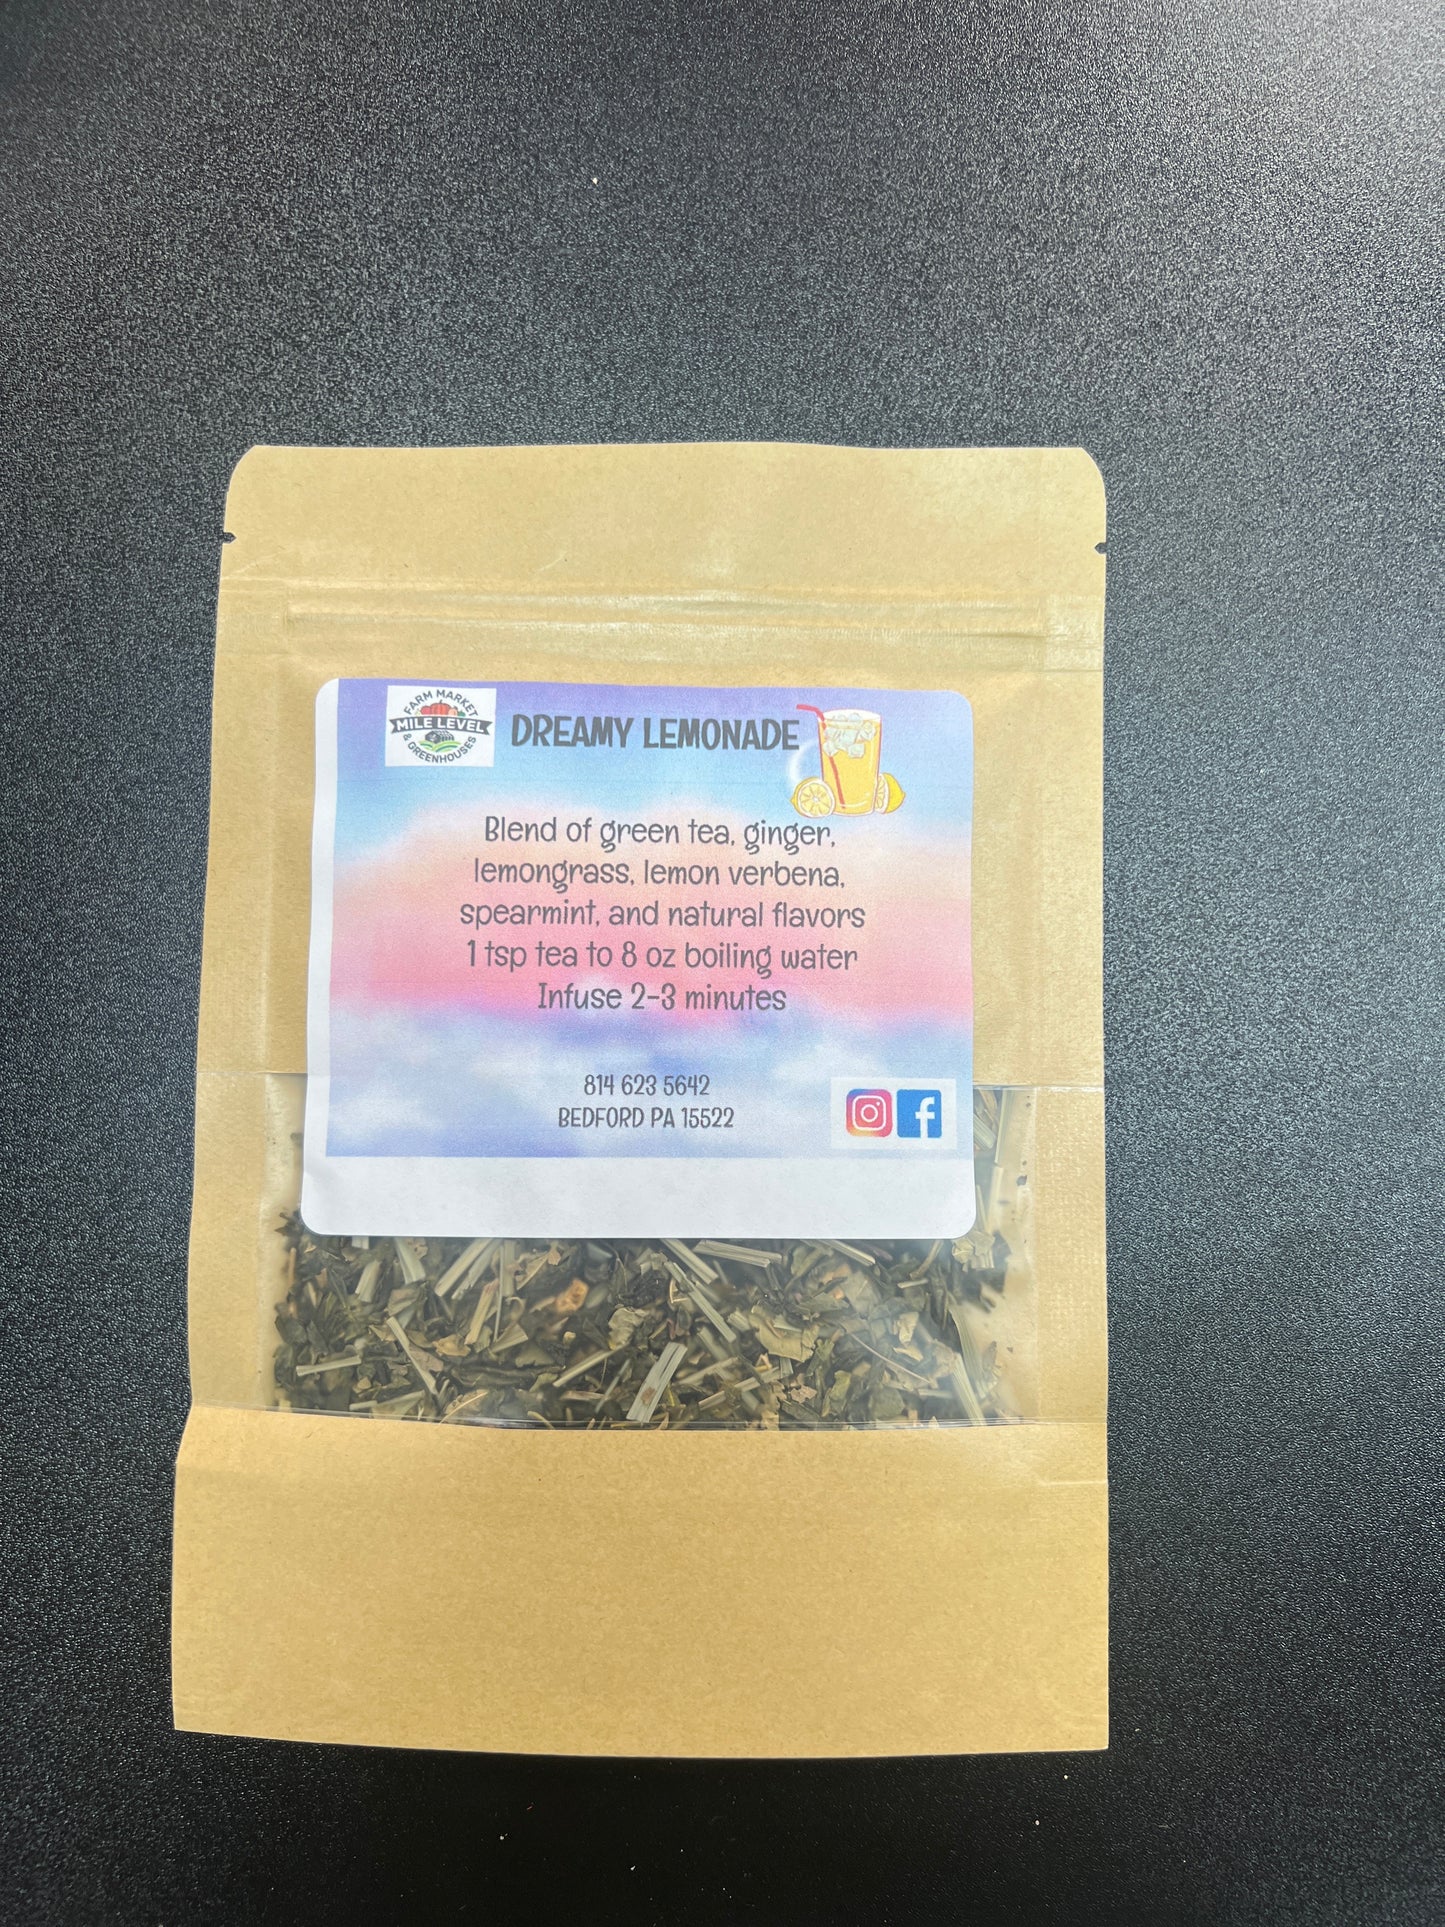 FARM MARKET
MILE LEVEL
& GREENHOUSES
DREAMY LEMONADE
Blend of green tea, ginger,
lemongrass, lemon verbena,
spearmint, and natural flavors
1 tsp tea to 8 oz boiling water
Infuse 2-3 minutes
814 623 5642
BEDFORD PA 15522